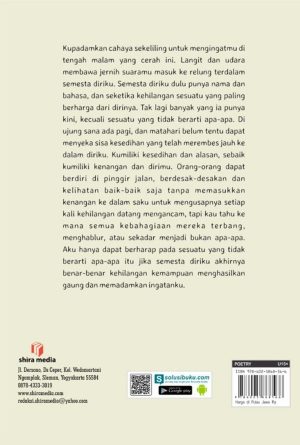 Kupadamkan cahaya sekeliling untuk mengingatmu di
tengah malam yang cerah ini. Langit dan udara
membawa jernih suaramu masuk ke relung terdalam
semesta diriku. Semesta diriku dulu punya nama dan
bahasa, dan seketika kehilangan sesuatu yang paling
berharga dari dirinya. Tak lagi banyak yang ia punya
kini, kecuali sesuatu yang tidak berarti apa-apa. Di
ujung sana ada pagi, dan matahari belum tentu dapat
menyeka sisa kesedihan yang telah merembes jauh ke
dalam diriku. Kumiliki kesedihan dan alasan, sebaik
kumiliki kenangan dan dirimu. Orang-orang dapat
berdiri di pinggir jalan, berdesak-desakan dan
kelihatan baik-baik saja tanpa memasukkan
kenangan ke dalam saku untuk mengusapnya setiap
kali kehilangan datang mengancam, tapi kau tahu ke
mana semua kebahagiaan mereka terbang,
menghablur, atau sekadar menjadi bukan apa-apa.
Aku hanya dapat berharap pada sesuatu yang tidak
berarti apa-apa itu jika semesta diriku akhirnya
benar-benar kehilangan kemampuan menghasilkan
gaung dan memadamkan ingatanku.
shira media
Jl. Dersono, Da Cepor, Kel. Wedomartani
Ngemplak, Sleman, Yogyakarta 55584
0878-4333-3819
www.shiramedia.com
redaksi.shiramedia@yahoo.com
solusibuku.com
Google play
POETRY
U15+
Harga di Pulau Jawa Rp